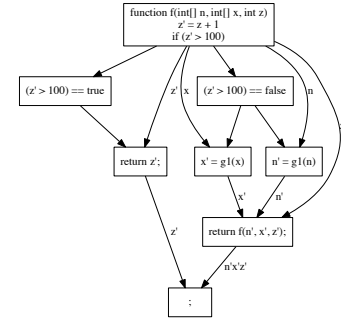 function f(int[] n, int[] x, int z)
z' = z + 1
if (z' > 100)
(z' > 100) == true
z'
x
(z' > 100) == false
n
return z';
x' = g1(x)
n' = g1(n)
x'
n'
z'
return f(n', x', z');
n'x'z'
;